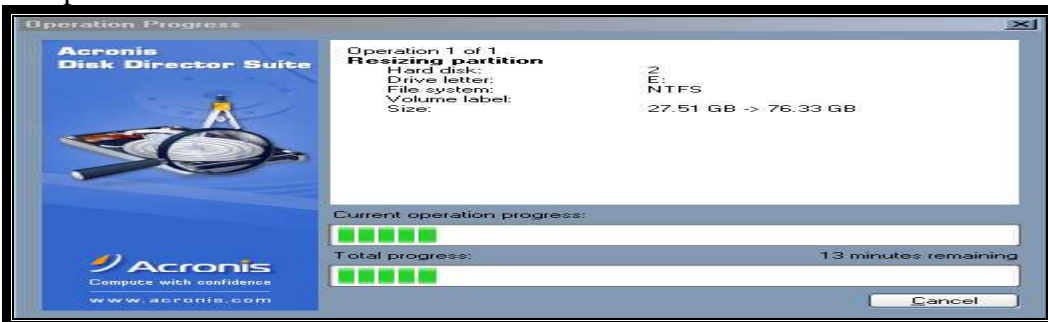 Operation Progress
Acronis
Disk Director Suite
Operation 1 of 1
Resizing partition
Hard disk: 2
Drive letter: E:
File system: NTFS
Volume label:
Size: 27.51 GB -> 76.33 GB
Current operation progress:
Total progress: 13 minutes remaining
Acronis
Compute with confidence
www.acronis.com
Cancel